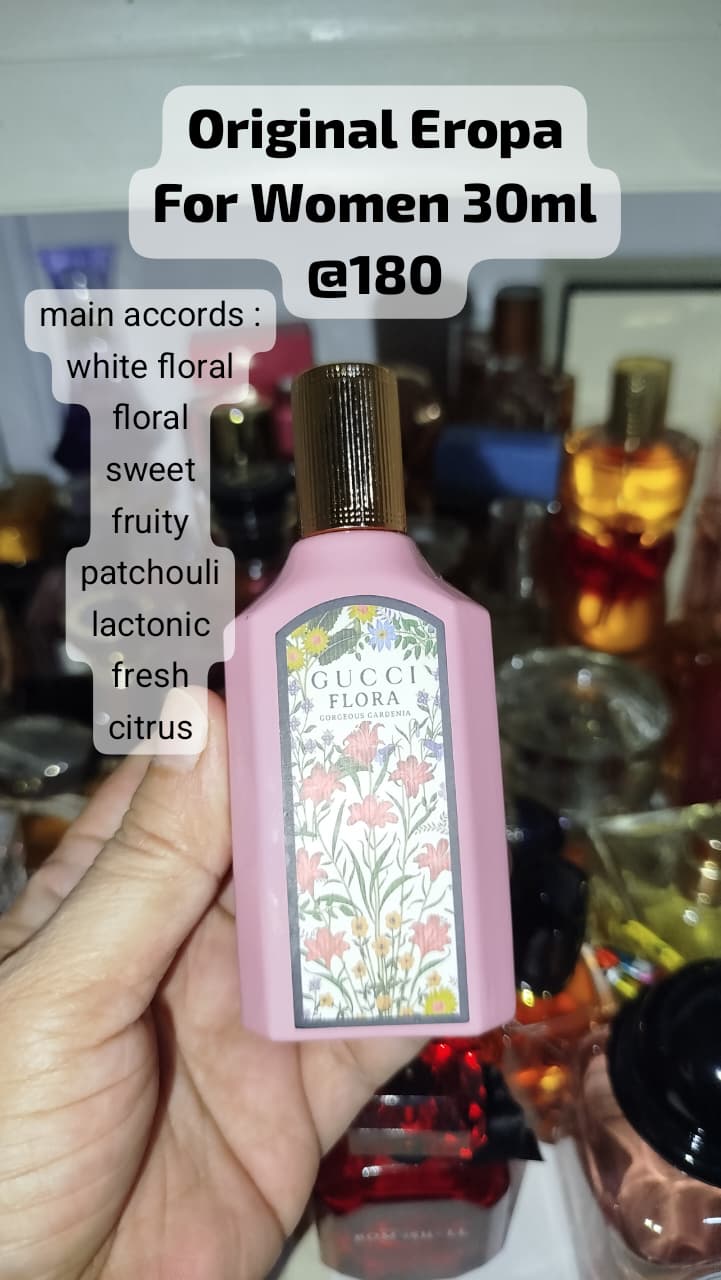 Original Eropa
For Women 30ml
@180
main accords :
white floral
floral
sweet
fruity
patchouli
lactonic
fresh
citrus
GUCCI
FLORA
GORGEOUS GARDENIA